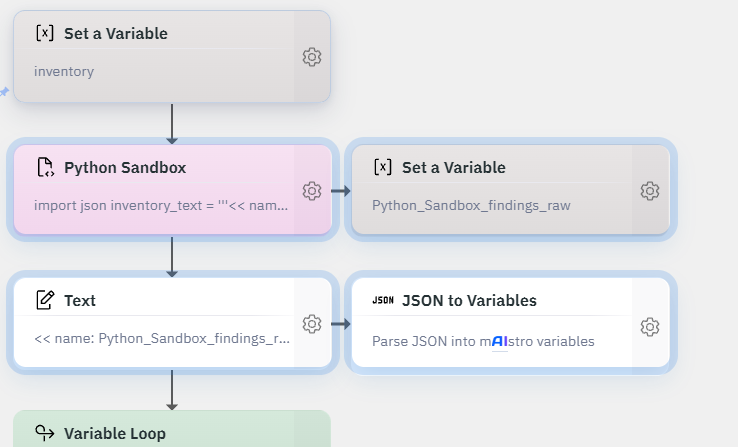 Set a Variable
inventory
Python Sandbox
import json inventory_text = '''<< nam...
Set a Variable
Python_Sandbox_findings_raw
Text
<< name: Python_Sandbox_findings_r...
JSON JSON to Variables
Parse JSON into mAIstro variables
Variable Loop